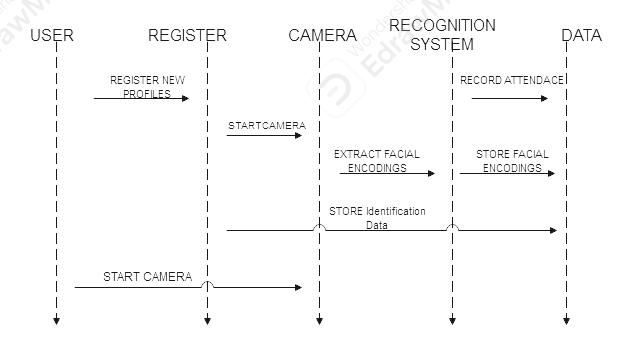 USER
REGISTER
CAMERA
RECOGNITION
SYSTEM
DATA
REGISTER NEW
PROFILES
RECORD ATTENDACE
STARTCAMERA
EXTRACT FACIAL
ENCODINGS
STORE FACIAL
ENCODINGS
STORE Identification
Data
START CAMERA